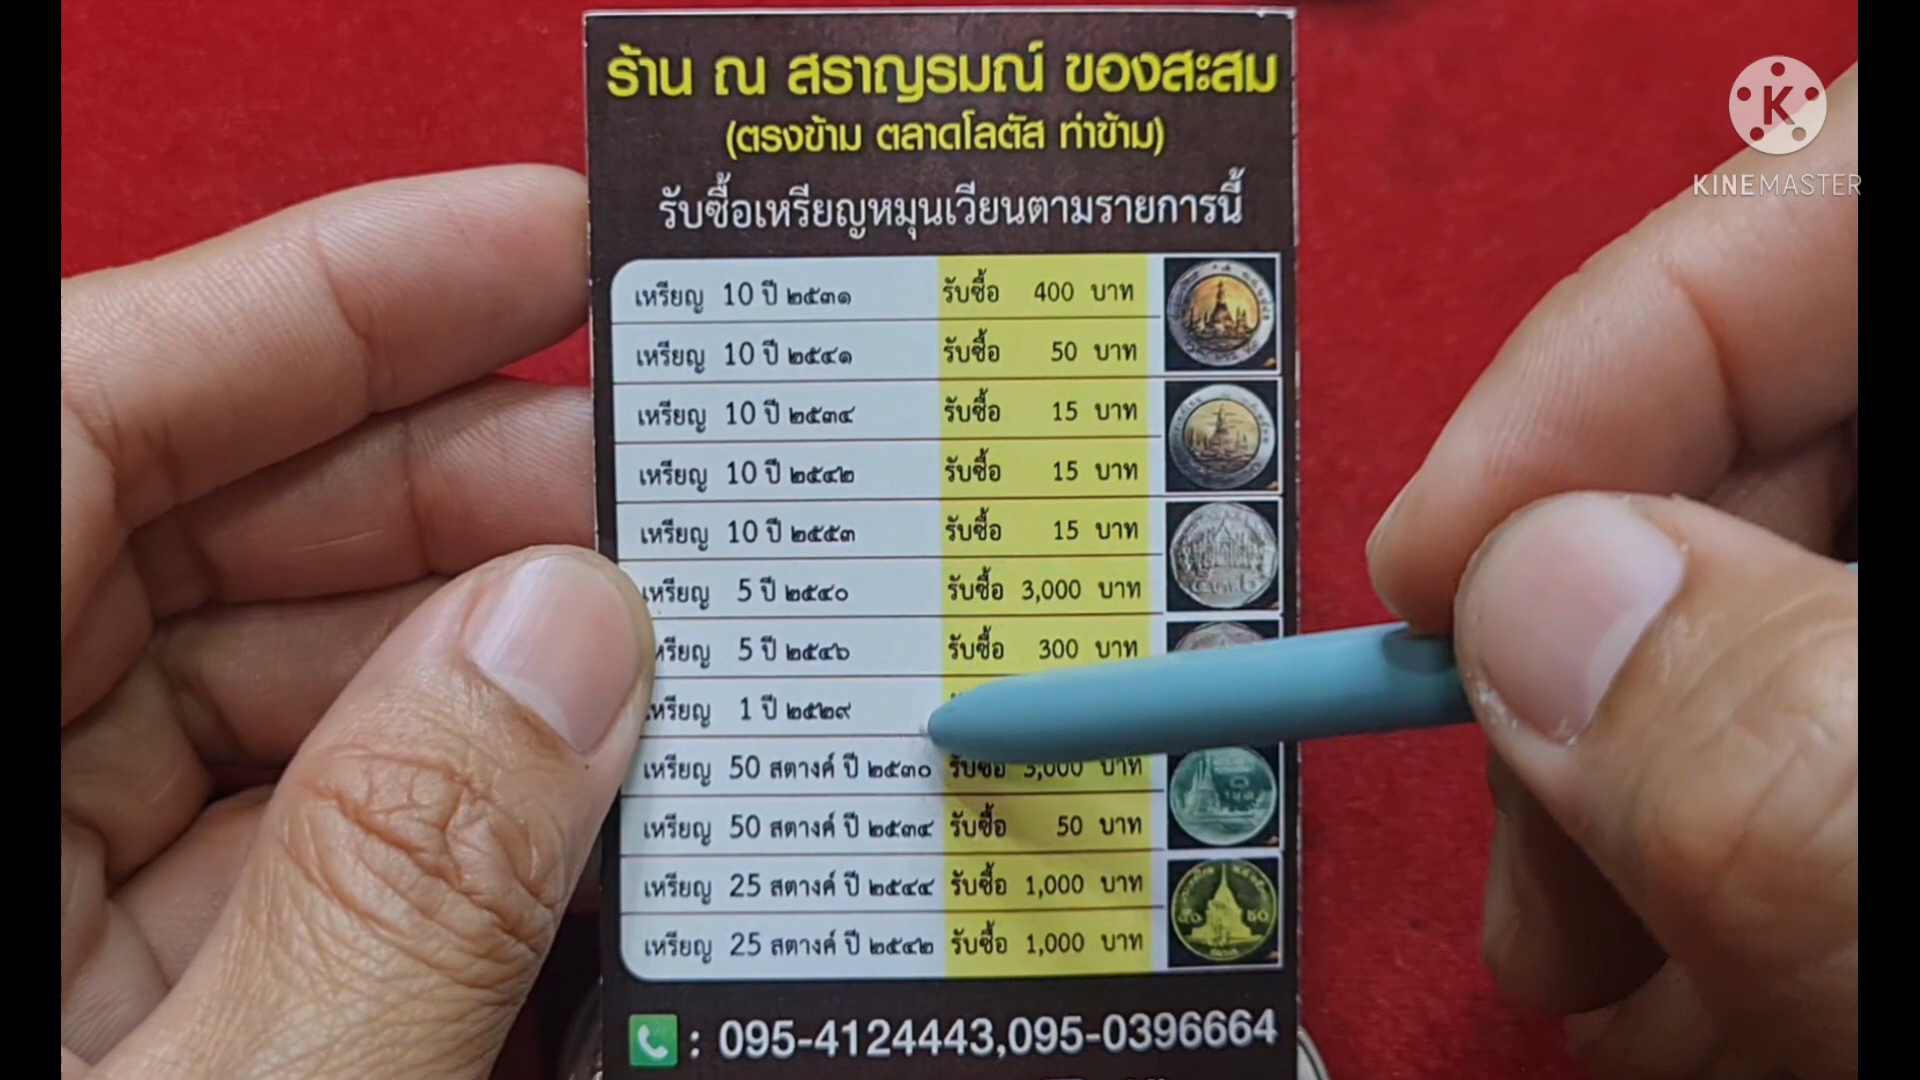 ร้าน ณ สราญรมณ์ ของสะสม
(ตรงข้าม ตลาดโลตัส ท่าข้าม)
รับซื้อเหรียญหมุนเวียนตามรายการนี้
เหรียญ 10 ปี ๒๕๓๑ รับซื้อ 400 บาท
เหรียญ 10 ปี ๒๕๔๑ รับซื้อ 50 บาท
เหรียญ 10 ปี ๒๕๓๔ รับซื้อ 15 บาท
เหรียญ 10 ปี ๒๕๔๒ รับซื้อ 15 บาท
เหรียญ 10 ปี ๒๕๕๓ รับซื้อ 15 บาท
เหรียญ 5 ปี ๒๕๔๐ รับซื้อ 3,000 บาท
เหรียญ 5 ปี ๒๕๔๖ รับซื้อ 300 บาท
เหรียญ 1 ปี ๒๕๒๙
เหรียญ 50 สตางค์ ปี ๒๕๓๐ รับซื้อ 3,000 บาท
เหรียญ 50 สตางค์ ปี ๒๕๓๔ รับซื้อ 50 บาท
เหรียญ 25 สตางค์ ปี ๒๕๔๔ รับซื้อ 1,000 บาท
เหรียญ 25 สตางค์ ปี ๒๕๔๒ รับซื้อ 1,000 บาท
: 095-4124443,095-0396664
K
KINEMASTER